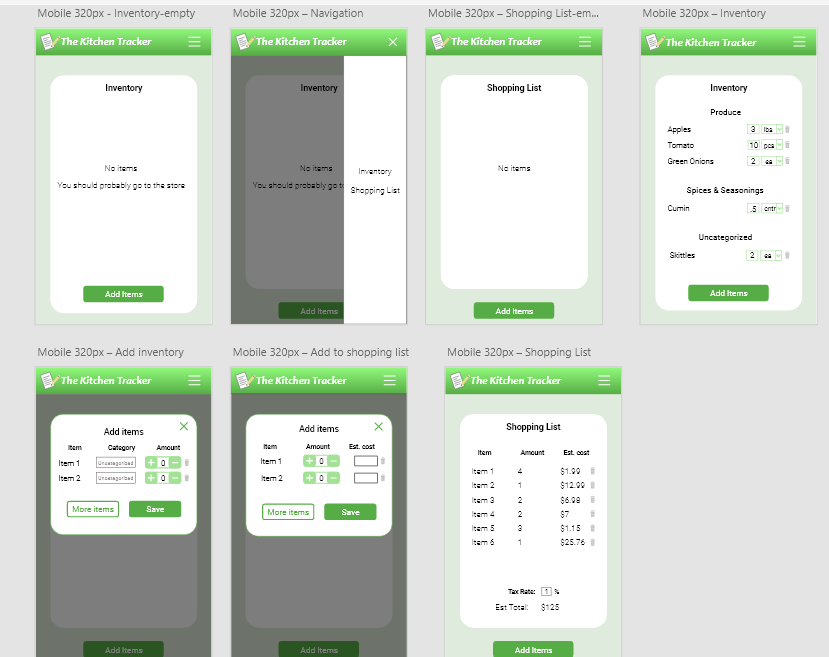 Mobile 320px - Inventory-empty
The Kitchen Tracker
Inventory
No items
You should probably go to the store
Add Items
Mobile 320px – Navigation
The Kitchen Tracker
Inventory
No items
You should probably go to
Inventory
Shopping List
Add Items
Mobile 320px – Shopping List-em...
The Kitchen Tracker
Shopping List
No items
Add Items
Mobile 320px – Inventory
The Kitchen Tracker
Inventory
Produce
Apples 3 lbs
Tomato 10 pcs
Green Onions 2 ea
Spices & Seasonings
Cumin .5 cntr
Uncategorized
Skittles 2 ea
Add Items
Mobile 320px – Add inventory
The Kitchen Tracker
Add items
Item Category Amount
Item 1 Uncategorized + 0 −
Item 2 Uncategorized + 0 −
More items Save
Add Items
Mobile 320px – Add to shopping list
The Kitchen Tracker
Add items
Item Amount Est. cost
Item 1 + 0 −
Item 2 + 0 −
More items Save
Add Items
Mobile 320px – Shopping List
The Kitchen Tracker
Shopping List
Item Amount Est. cost
Item 1 4 $1.99
Item 2 1 $12.99
Item 3 2 $6.98
Item 4 2 $7
Item 5 3 $1.15
Item 6 1 $25.76
Tax Rate: 1 %
Est Total: $125
Add Items